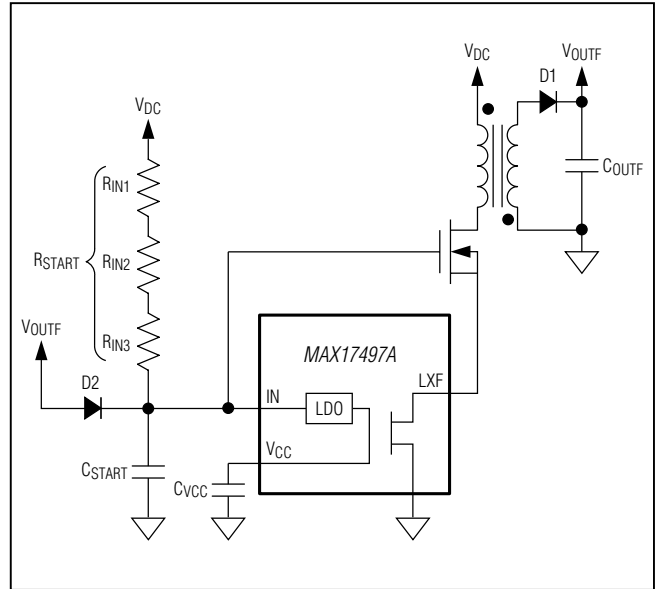 VDC
D1
VOUTF
COUTF
VDC
RIN1
RIN2
RIN3
RSTART
VOUTF
D2
CSTART
MAX17497A
IN
LDO
LXF
VCC
CVCC